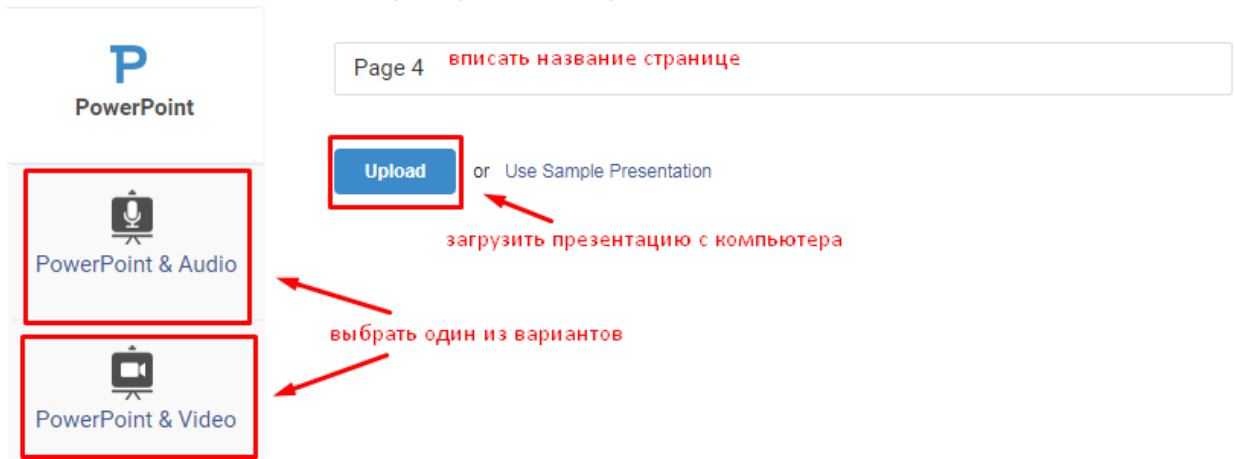 PowerPoint
Page 4 вписать название странице
Upload or Use Sample Presentation
загрузить презентацию с компьютера
PowerPoint & Audio
выбрать один из вариантов
PowerPoint & Video